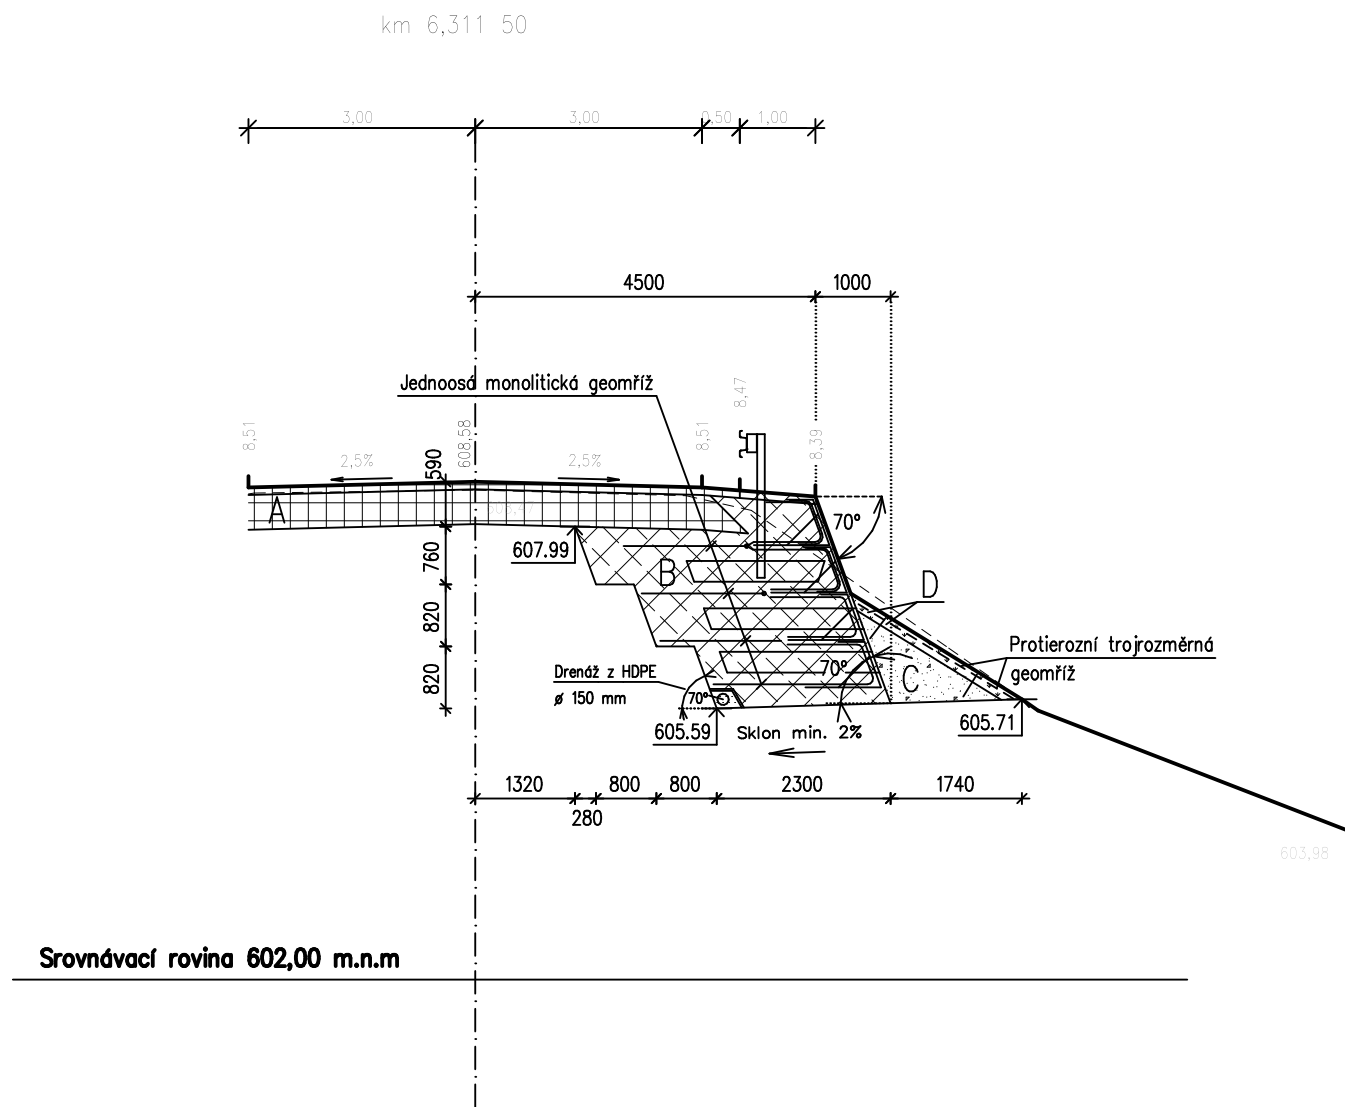 km 6,311 50
3,00
3,00
0,50
1,00
4500
1000
Jednoosá monolitická geomříž
8,51
608,58
8,51
8,47
8,39
2,5%
2,5%
590
A
608,47
70°
607.99
760
B
D
820
Protierozní trojrozměrná
geomříž
820
Drenáž z HDPE
ø 150 mm
70°
70°
C
605.59
Sklon min. 2%
605.71
1320
800
800
2300
1740
280
603,98
Srovnávací rovina 602,00 m.n.m